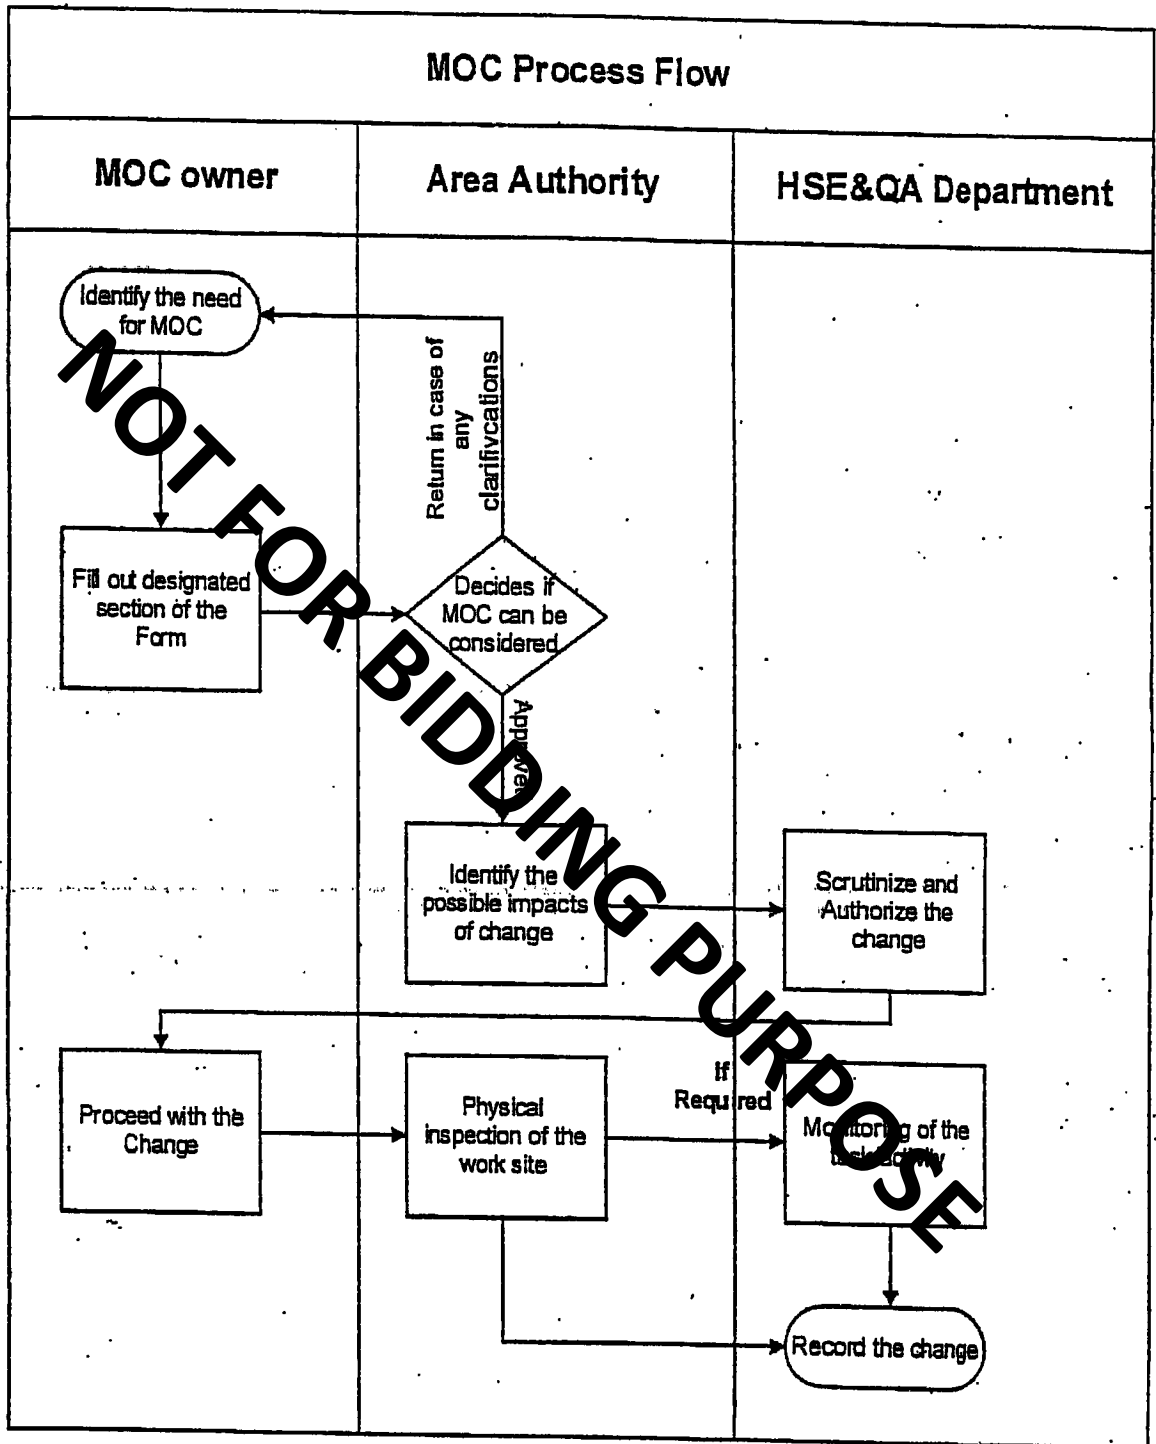 MOC Process Flow
MOC owner
Area Authority
HSE&QA Department
Identify the need
for MOC
Return in case of
any
clarifivcations
Fill out designated
section of the
Form
Decides if
MOC can be
considered
Identify the
possible impacts
of change
Scrutinize and
Authorize the
change
Proceed with the
Change
Physical
inspection of the
work site
If
Required
Monitoring of the
Record the change
NOT FOR BIDDING PURPOSE